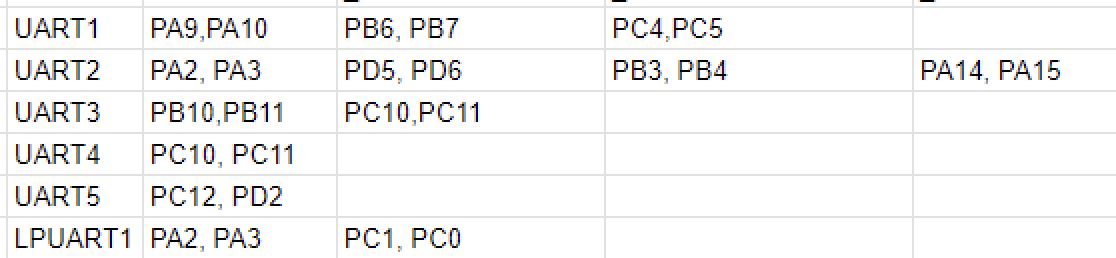 UART1 PA9,PA10 PB6, PB7 PC4,PC5
UART2 PA2, PA3 PD5, PD6 PB3, PB4 PA14, PA15
UART3 PB10,PB11 PC10,PC11
UART4 PC10, PC11
UART5 PC12, PD2
LPUART1 PA2, PA3 PC1, PC0